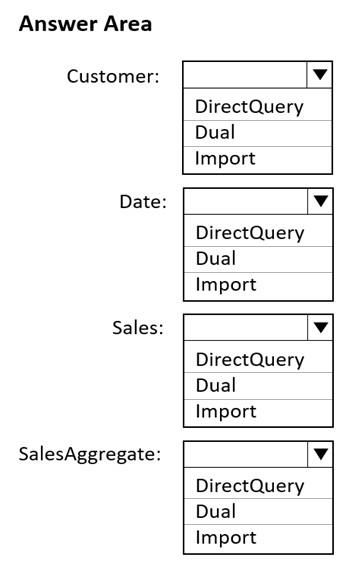 Answer Area
Customer:
DirectQuery
Dual
Import
Date:
DirectQuery
Dual
Import
Sales:
DirectQuery
Dual
Import
SalesAggregate:
DirectQuery
Dual
Import